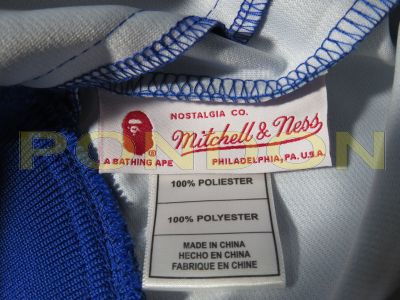 NOSTALGIA CO.
Mitchell & Ness
A BATHING APE® PHILADELPHIA, PA. U.S.A.
PONDON
100% POLIESTER
100% POLYESTER
MADE IN CHINA
HECHO EN CHINA
FABRIQUE EN CHINE